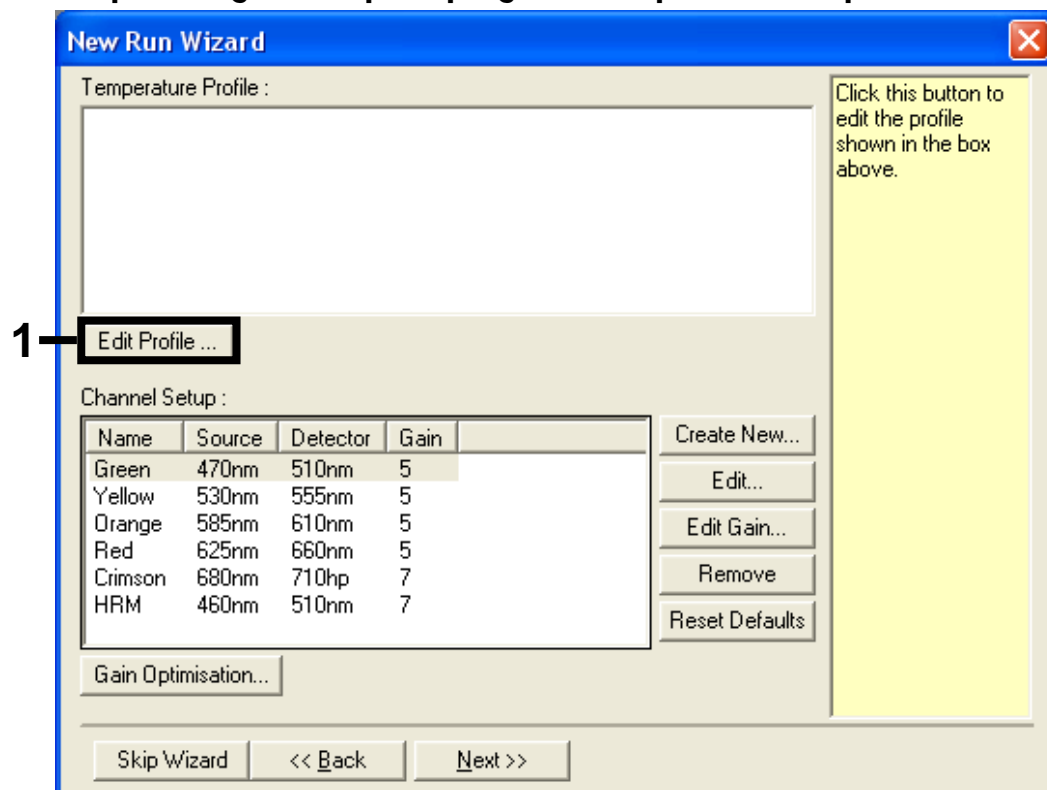 New Run Wizard
Temperature Profile :
Click this button to
edit the profile
shown in the box
above.
1
Edit Profile ...
Channel Setup :
Name Source Detector Gain
Green 470nm 510nm 5
Yellow 530nm 555nm 5
Orange 585nm 610nm 5
Red 625nm 660nm 5
Crimson 680nm 710hp 7
HRM 460nm 510nm 7
Create New...
Edit...
Edit Gain...
Remove
Reset Defaults
Gain Optimisation...
Skip Wizard
<< Back
Next >>